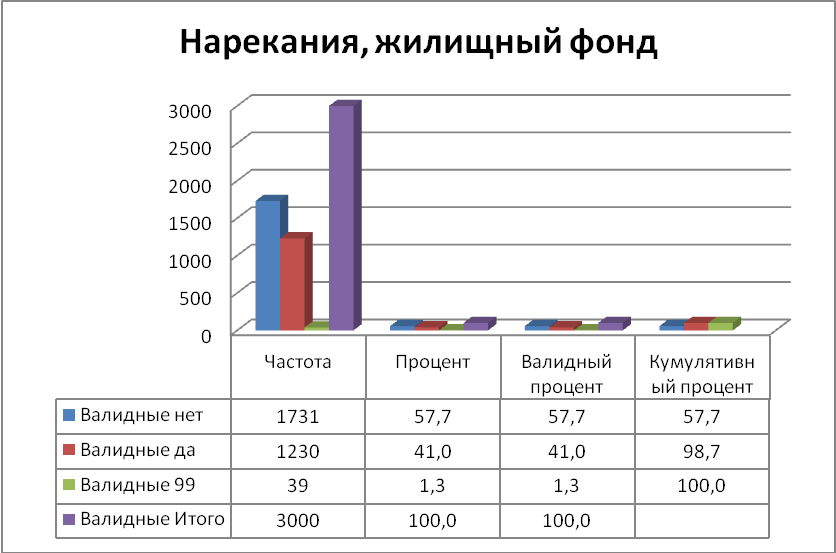 Нарекания, жилищный фонд
3000
2500
2000
1500
1000
500
0
Частота Процент Валидный процент Кумулятивн ый процент
Валидные нет 1731 57,7 57,7 57,7
Валидные да 1230 41,0 41,0 98,7
Валидные 99 39 1,3 1,3 100,0
Валидные Итого 3000 100,0 100,0